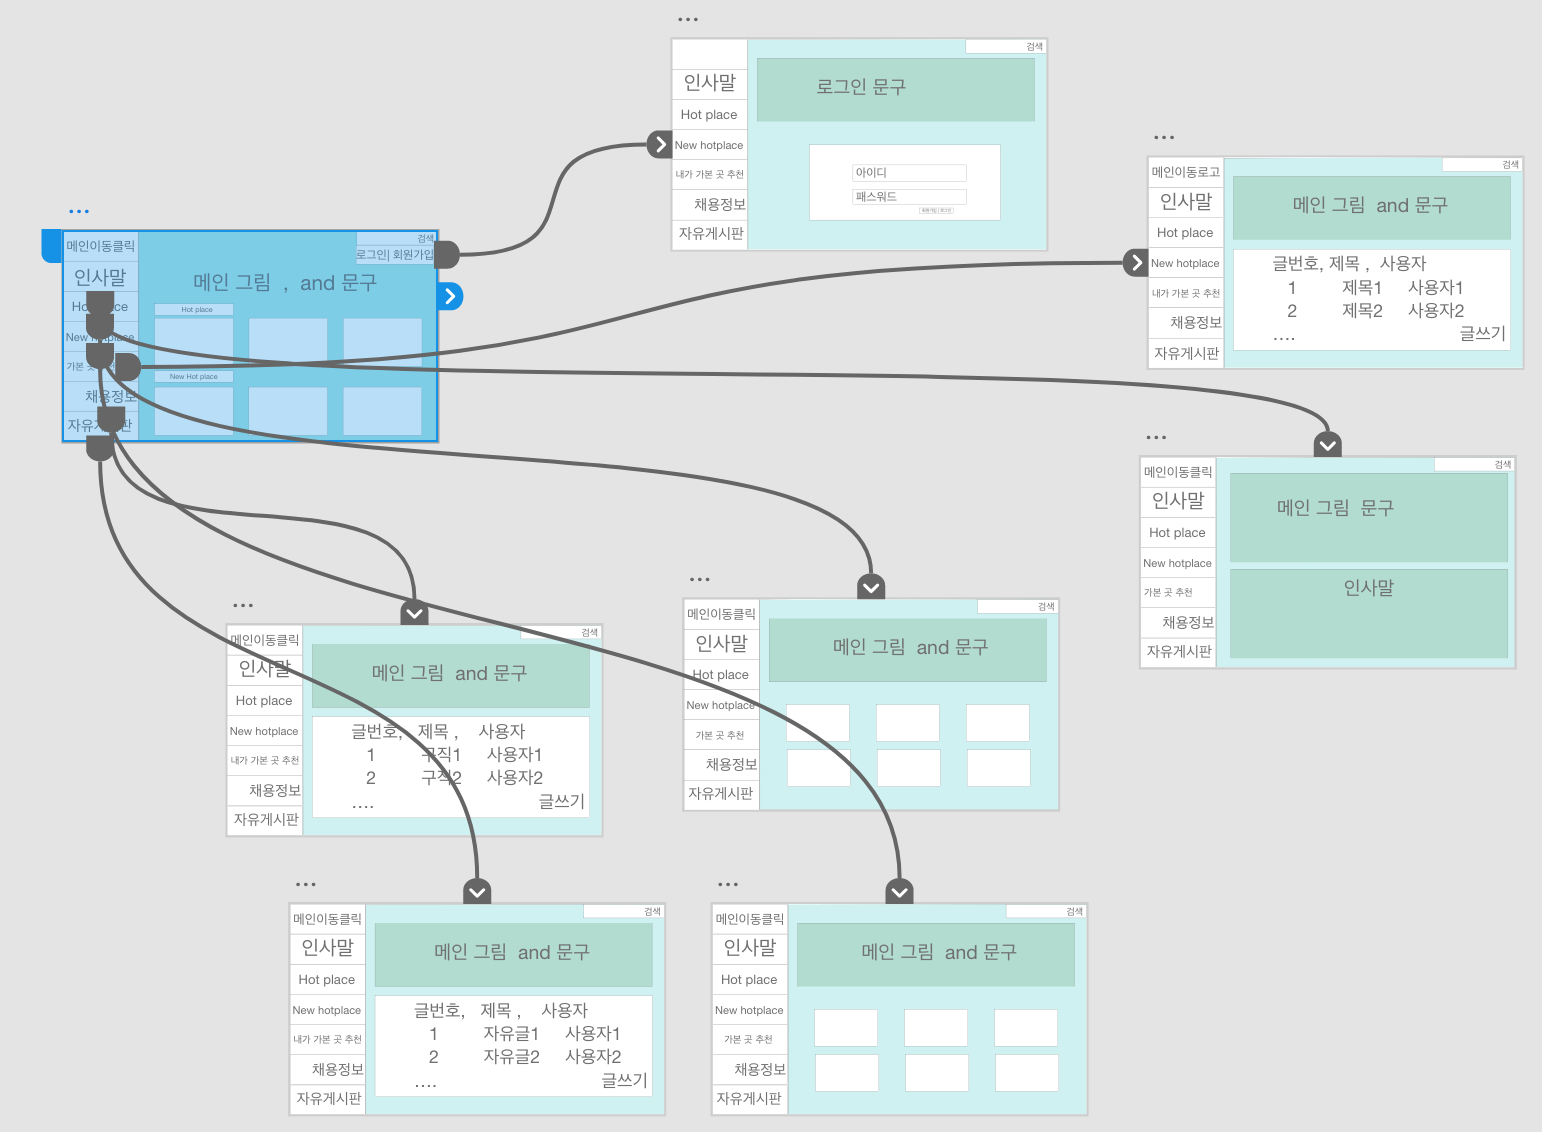 검색
인사말
로그인 문구
Hot place
New hotplace
내가 가본 곳 추천
아이디
패스워드
회원가입 | 로그인
채용정보
자유게시판
메인이동로고
검색
인사말
메인 그림 and 문구
Hot place
New hotplace
내가 가본 곳 추천
채용정보
자유게시판
글번호, 제목 , 사용자
1 제목1 사용자1
2 제목2 사용자2
....
글쓰기
메인이동클릭
검색
로그인| 회원가입
인사말
메인 그림 , and 문구
Hot place
New hotplace
가본 곳
채용정보
자유게시판
Hot place
New Hot place
메인이동클릭
검색
인사말
메인 그림 문구
Hot place
New hotplace
가본 곳 추천
채용정보
자유게시판
인사말
메인이동클릭
검색
인사말
메인 그림 and 문구
Hot place
New hotplace
내가 가본 곳 추천
채용정보
자유게시판
글번호, 제목 , 사용자
1 구직1 사용자1
2 구직2 사용자2
....
글쓰기
메인이동클릭
검색
인사말
메인 그림 and 문구
Hot place
New hotplace
가본 곳 추천
채용정보
자유게시판
메인이동클릭
검색
인사말
메인 그림 and 문구
Hot place
New hotplace
내가 가본 곳 추천
채용정보
자유게시판
글번호, 제목 , 사용자
1 자유글1 사용자1
2 자유글2 사용자2
....
글쓰기
메인이동클릭
검색
인사말
메인 그림 and 문구
Hot place
New hotplace
가본 곳 추천
채용정보
자유게시판